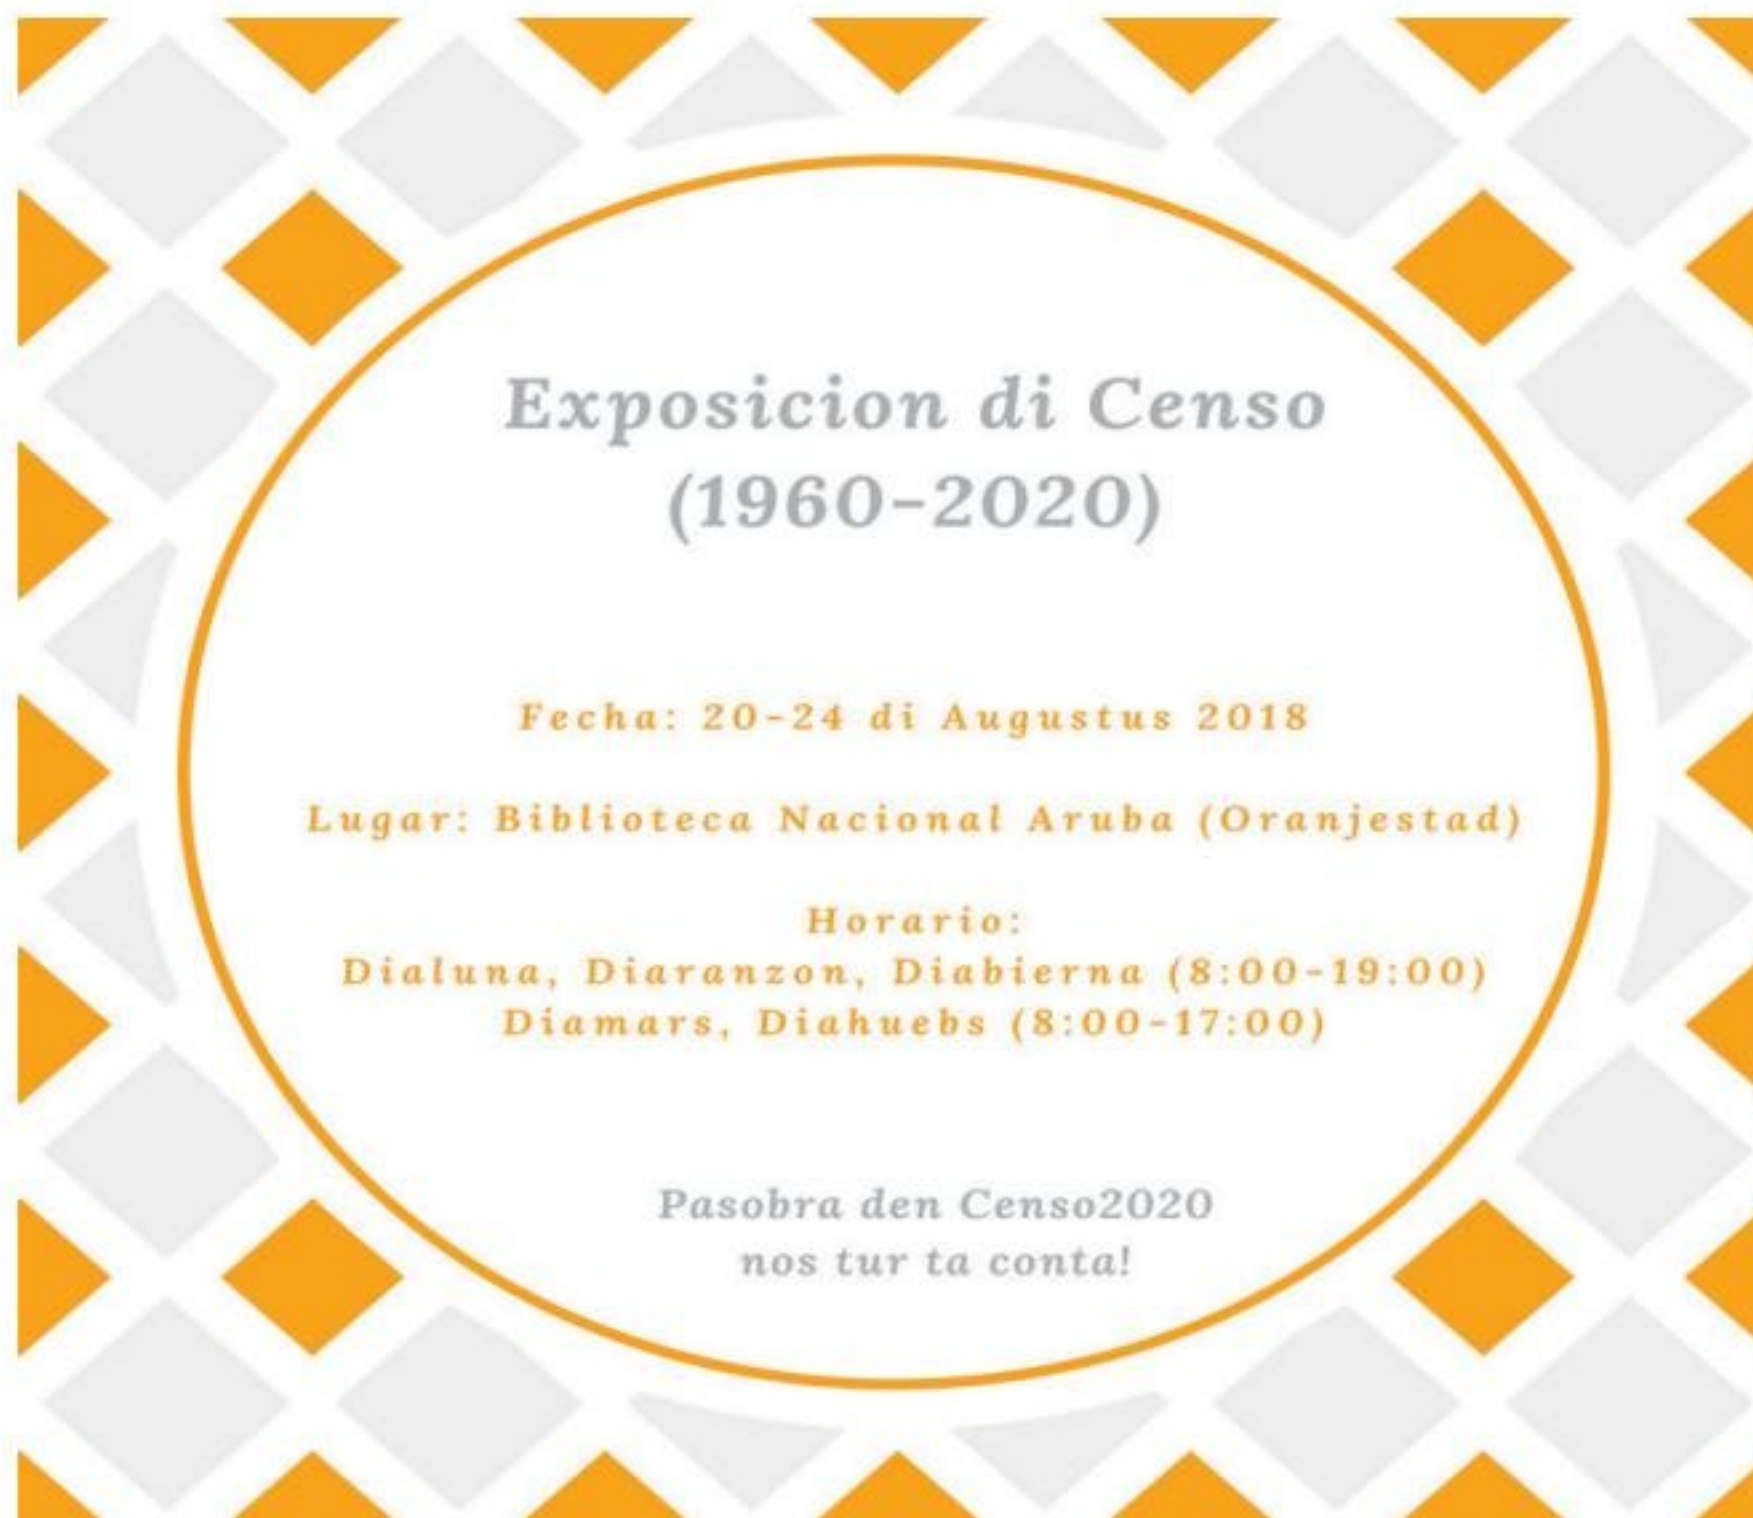 Exposicion di Censo
(1960-2020)
Fecha: 20-24 di Augustus 2018
Lugar: Biblioteca Nacional Aruba (Oranjestad)
Horario:
Dialuna, Diaranzon, Diabierna (8:00-19:00)
Diamars, Diahuebs (8:00-17:00)
Pasobra den Censo2020
nos tur ta conta!